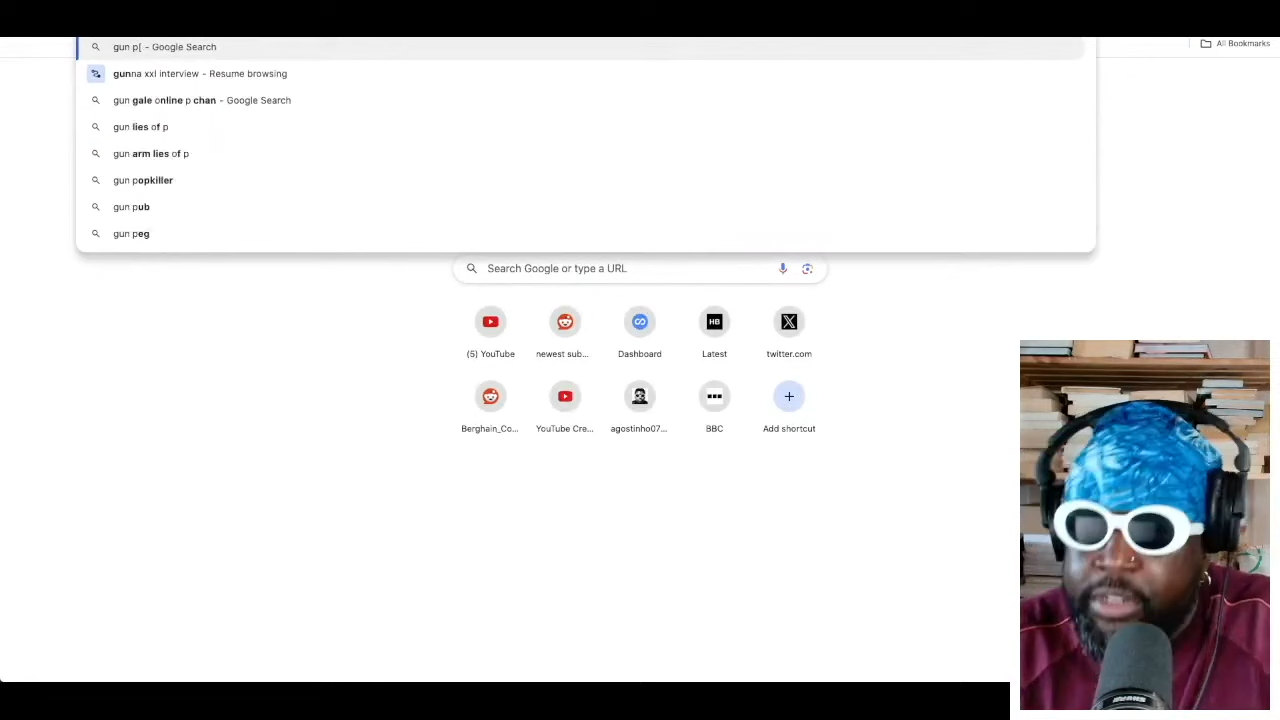 gun p[ - Google Search
All Bookmarks
gunna xxl interview - Resume browsing
gun gale online p chan - Google Search
gun lies of p
gun arm lies of p
gun popkiller
gun pub
gun peg
Search Google or type a URL
(5) YouTube
newest sub...
Dashboard
HB
Latest
twitter.com
Berghain_Co...
YouTube Cre...
agostinho07...
BBC
Add shortcut
SHURE